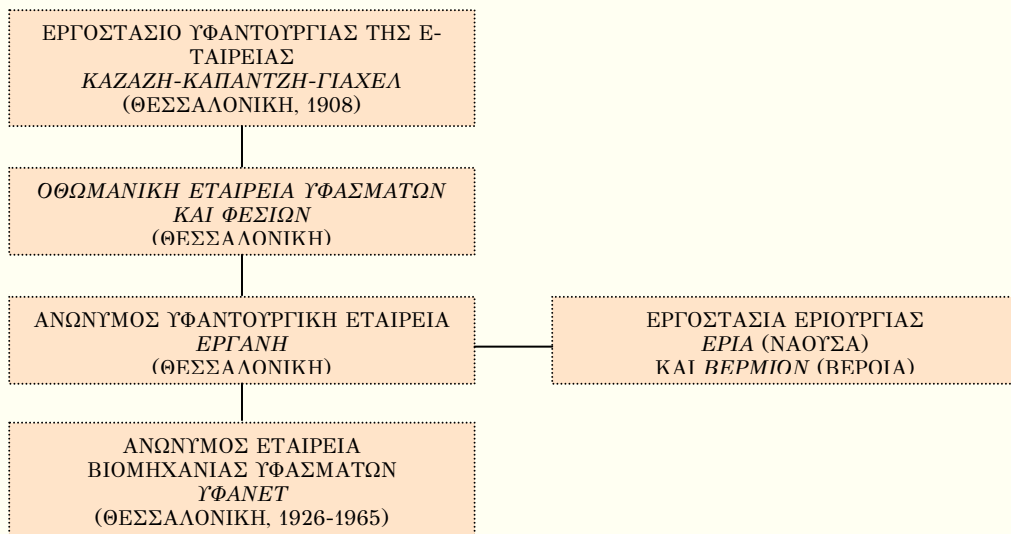 ΕΡΓΟΣΤΑΣΙΟ ΥΦΑΝΤΟΥΡΓΙΑΣ ΤΗΣ Ε-
ΤΑΙΡΕΙΑΣ
ΚΑΖΑΖΗ-ΚΑΠΑΝΤΖΗ-ΓΙΑΧΕΛ
(ΘΕΣΣΑΛΟΝΙΚΗ, 1908)
ΟΘΩΜΑΝΙΚΗ ΕΤΑΙΡΕΙΑ ΥΦΑΣΜΑΤΩΝ
ΚΑΙ ΦΕΣΙΩΝ
(ΘΕΣΣΑΛΟΝΙΚΗ)
ΑΝΩΝΥΜΟΣ ΥΦΑΝΤΟΥΡΓΙΚΗ ΕΤΑΙΡΕΙΑ
ΕΡΓΑΝΗ
(ΘΕΣΣΑΛΟΝΙΚΗ)
ΕΡΓΟΣΤΑΣΙΑ ΕΡΙΟΥΡΓΙΑΣ
ΕΡΙΑ (ΝΑΟΥΣΑ)
ΚΑΙ ΒΕΡΜΙΟΝ (ΒΕΡΟΙΑ)
ΑΝΩΝΥΜΟΣ ΕΤΑΙΡΕΙΑ
ΒΙΟΜΗΧΑΝΙΑΣ ΥΦΑΣΜΑΤΩΝ
ΥΦΑΝΕΤ
(ΘΕΣΣΑΛΟΝΙΚΗ, 1926-1965)